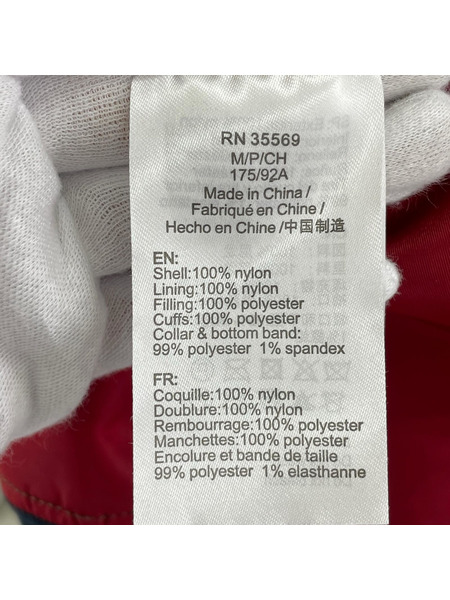 RN 35569
M/P/CH
175/92A
Made in China /
Fabriqué en Chine /
Hecho en China /中国制造
EN:
Shell:100% nylon
Lining:100% nylon
Filling:100% polyester
Cuffs:100% polyester
Collar & bottom band:
99% polyester 1% spandex
FR:
Coquille:100% nylon
Doublure:100% nylon
Rembourrage:100% polyester
Manchettes:100% polyester
Encolure et bande de taille
99% polyester 1% elasthanne